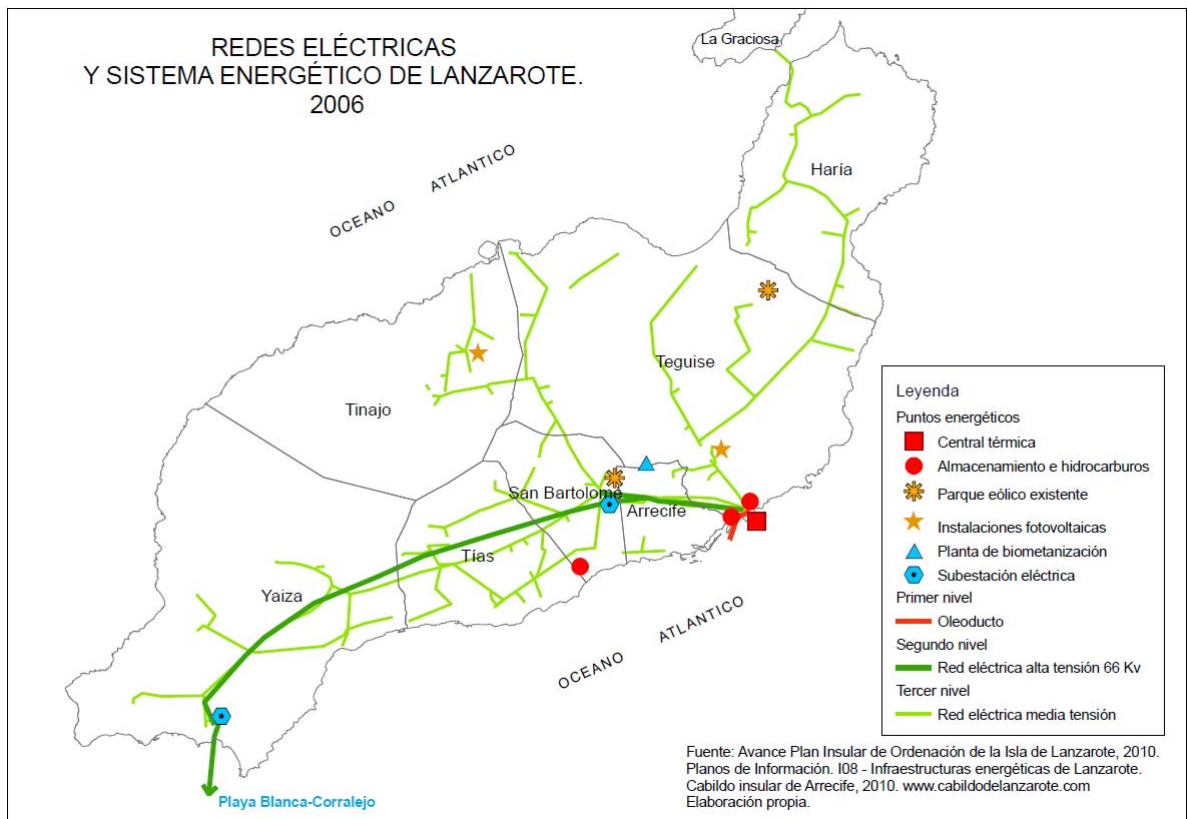 REDES ELÉCTRICAS
Y SISTEMA ENERGÉTICO DE LANZAROTE.
2006
La Graciosa
OCEANO ATLANTICO
Haría
Teguise
Tinajo
San Bartolomé
Arrecife
Tías
Yaiza
OCEANO ATLANTICO
Playa Blanca-Corralejo
Leyenda
Puntos energéticos
Central térmica
Almacenamiento e hidrocarburos
Parque eólico existente
Instalaciones fotovoltaicas
Planta de biometanización
Subestación eléctrica
Primer nivel
Oleoducto
Segundo nivel
Red eléctrica alta tensión 66 Kv
Tercer nivel
Red eléctrica media tensión
Fuente: Avance Plan Insular de Ordenación de la Isla de Lanzarote, 2010.
Planos de Información. I08 - Infraestructuras energéticas de Lanzarote.
Cabildo insular de Arrecife, 2010. www.cabildodelanzarote.com
Elaboración propia.